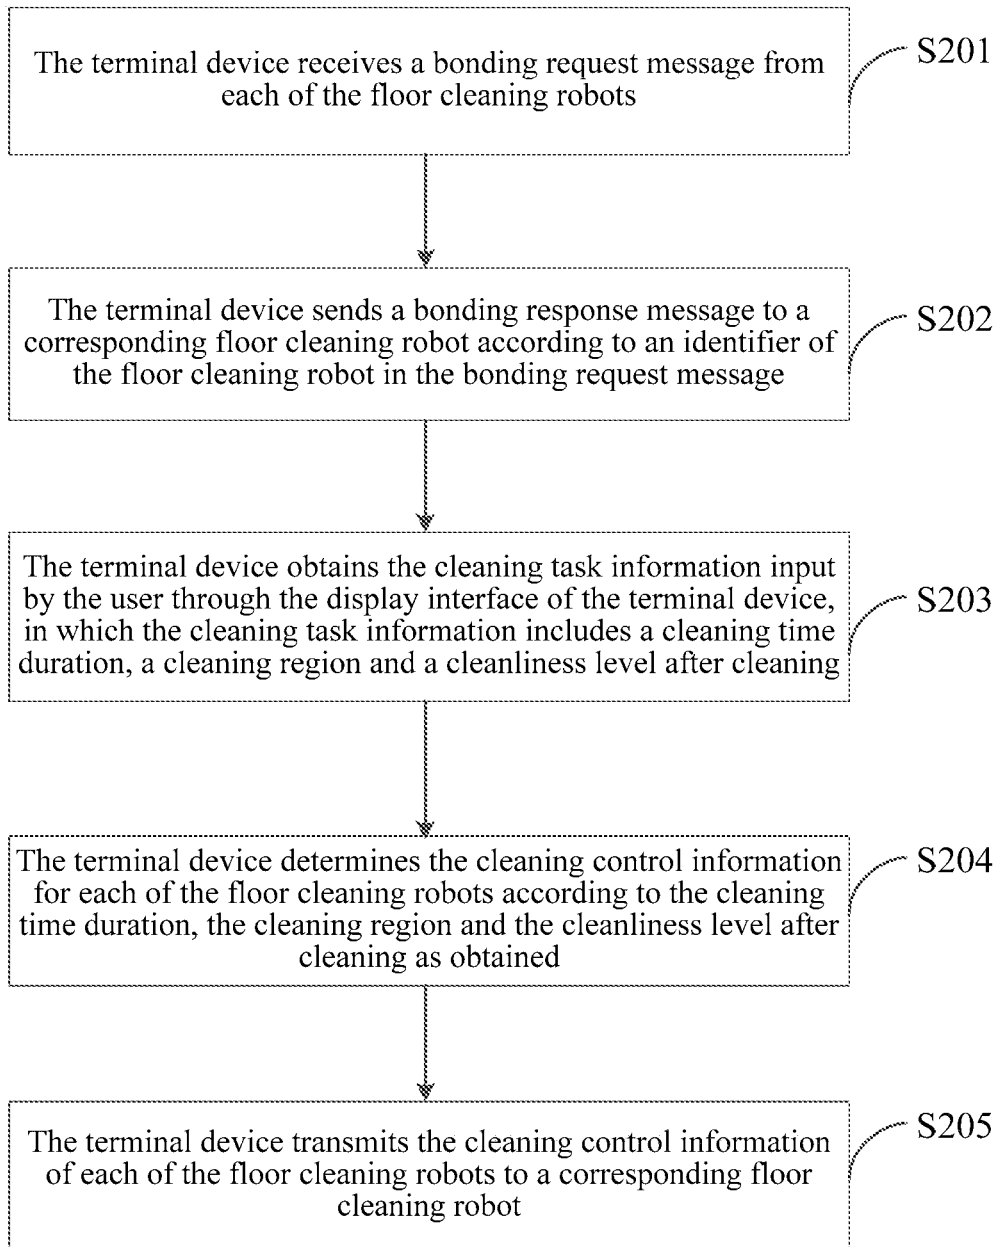 The terminal device receives a bonding request message from
each of the floor cleaning robots
S201
The terminal device sends a bonding response message to a
corresponding floor cleaning robot according to an identifier of
the floor cleaning robot in the bonding request message
S202
The terminal device obtains the cleaning task information input
by the user through the display interface of the terminal device,
in which the cleaning task information includes a cleaning time
duration, a cleaning region and a cleanliness level after cleaning
S203
The terminal device determines the cleaning control information
for each of the floor cleaning robots according to the cleaning
time duration, the cleaning region and the cleanliness level after
cleaning as obtained
S204
The terminal device transmits the cleaning control information
of each of the floor cleaning robots to a corresponding floor
cleaning robot
S205